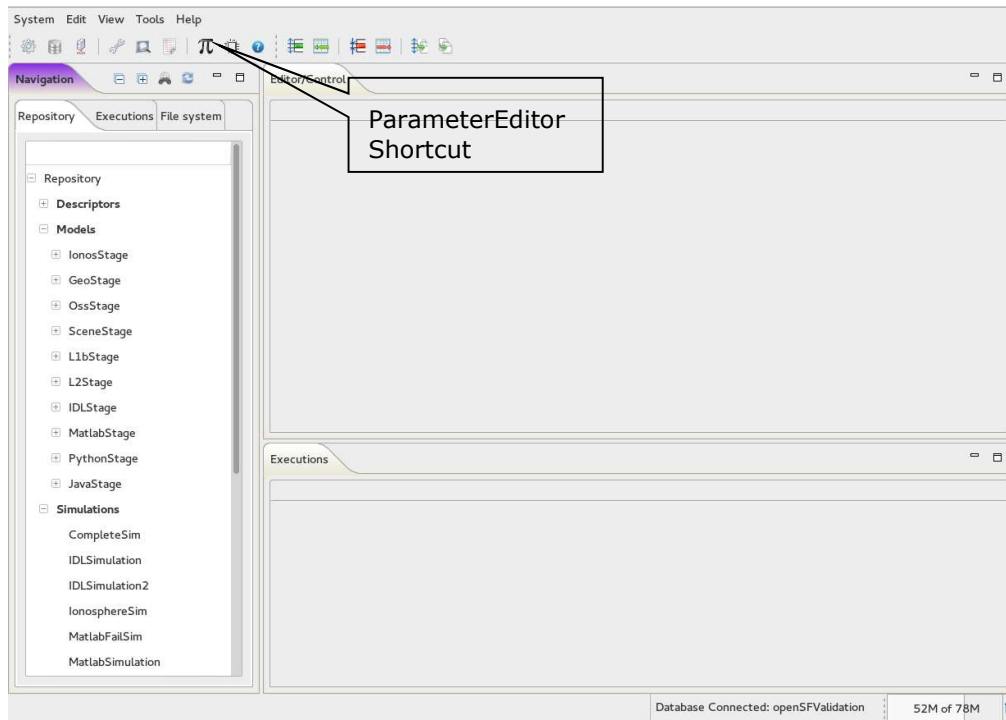 System Edit View Tools Help
π
Navigation
Editor/Control
Repository Executions File system
ParameterEditor
Shortcut
Repository
Descriptors
Models
IonosStage
GeoStage
OssStage
SceneStage
L1bStage
L2Stage
IDLStage
MatlabStage
PythonStage
JavaStage
Simulations
CompleteSim
IDLSimulation
IDLSimulation2
IonosphereSim
MatlabFailSim
MatlabSimulation
Executions
Database Connected: openSFValidation 52M of 78M